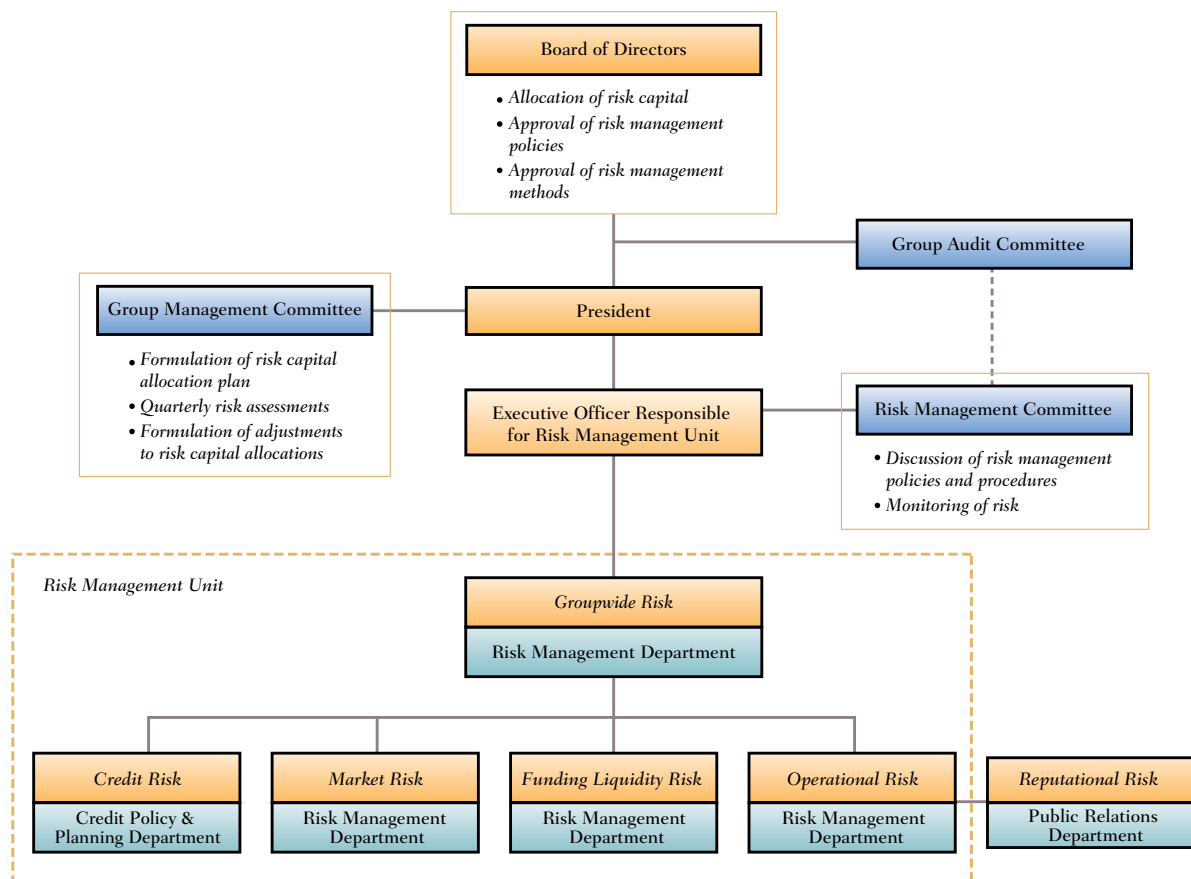 Board of Directors
• Allocation of risk capital
• Approval of risk management
policies
• Approval of risk management
methods
Group Audit Committee
Group Management Committee
President
• Formulation of risk capital
allocation plan
• Quarterly risk assessments
• Formulation of adjustments
to risk capital allocations
Executive Officer Responsible
for Risk Management Unit
Risk Management Committee
• Discussion of risk management
policies and procedures
• Monitoring of risk
Risk Management Unit
Groupwide Risk
Risk Management Department
Credit Risk
Credit Policy &
Planning Department
Market Risk
Risk Management
Department
Funding Liquidity Risk
Risk Management
Department
Operational Risk
Risk Management
Department
Reputational Risk
Public Relations
Department